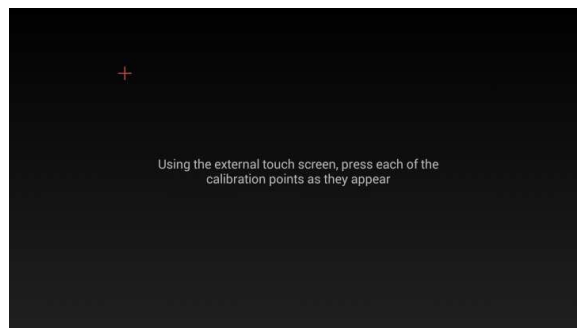 Using the external touch screen, press each of the
calibration points as they appear